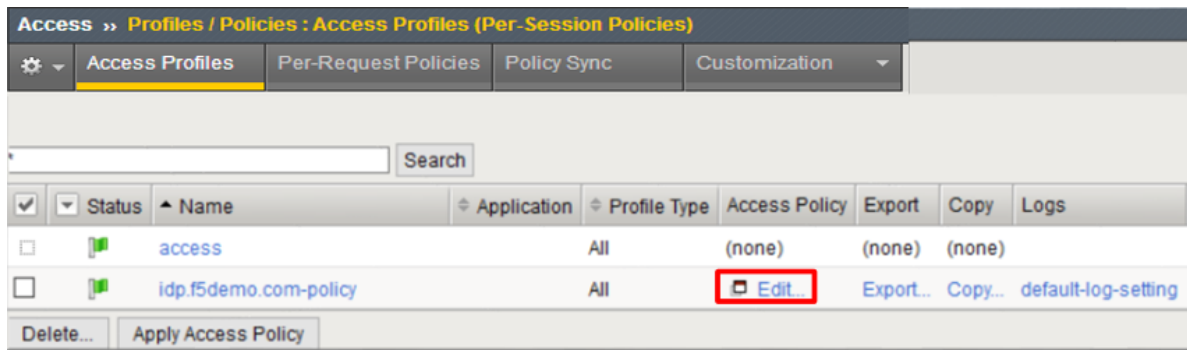 Access ›› Profiles / Policies : Access Profiles (Per-Session Policies)
Access Profiles Per-Request Policies Policy Sync Customization
* Search
Status Name Application Profile Type Access Policy Export Copy Logs
access All (none) (none) (none)
idp.f5demo.com-policy All Edit... Export... Copy... default-log-setting
Delete... Apply Access Policy